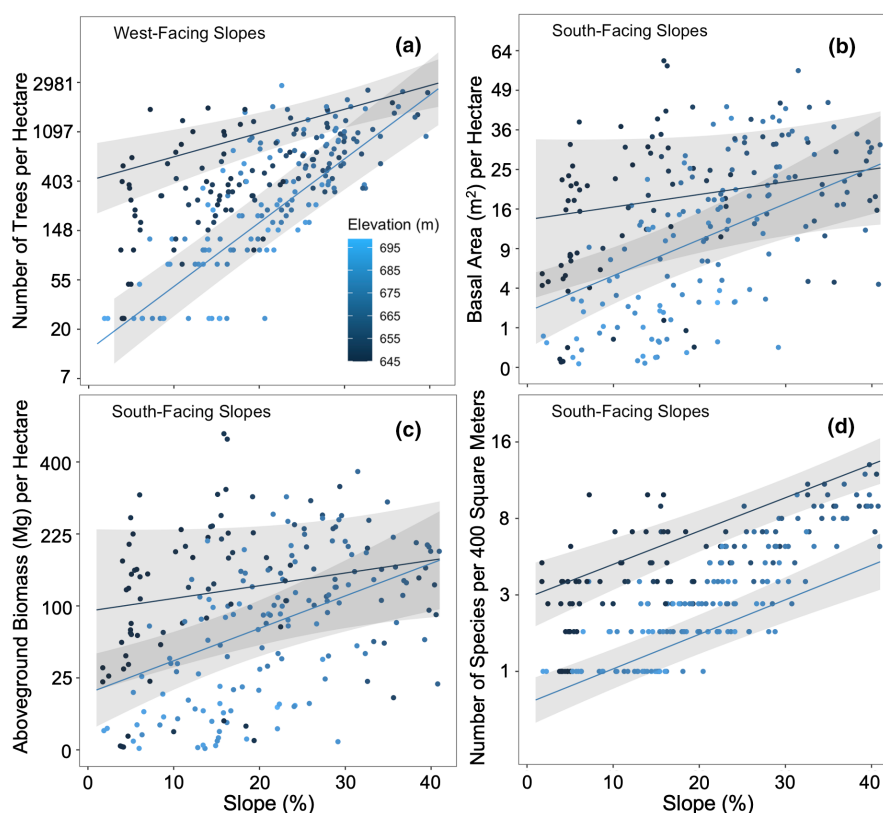 West-Facing Slopes
(a)
Number of Trees per Hectare
2981
1097
403
148
55
20
7
Elevation (m)
695
685
675
665
655
645
South-Facing Slopes
(b)
Basal Area (m²) per Hectare
64
49
36
25
16
9
4
1
0
South-Facing Slopes
(c)
Aboveground Biomass (Mg) per Hectare
400
225
100
25
0
0 10 20 30 40
Slope (%)
South-Facing Slopes
(d)
Number of Species per 400 Square Meters
16
8
3
1
0 10 20 30 40
Slope (%)